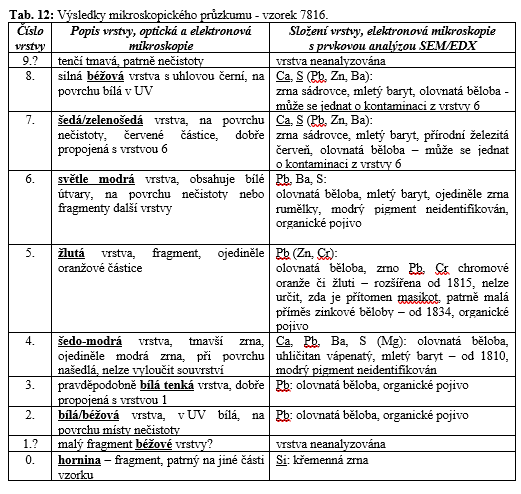 Tab. 12: Výsledky mikroskopického průzkumu - vzorek 7816.
Číslo vrstvy
Popis vrstvy, optická a elektronová mikroskopie
Složení vrstvy, elektronová mikroskopie s prvkovou analýzou SEM/EDX
9.?
tenčí tmavá, patrně nečistoty
vrstva neanalyzována
8.
silná béžová vrstva s uhlovou černí, na
povrchu bílá v UV
Ca, S (Pb, Zn, Ba):
zrna sádrovce, mletý baryt, olovnatá běloba -
může se jednat o kontaminaci z vrstvy 6
7.
šedá/zelenošedá vrstva, na povrchu
nečistoty, červené částice, dobře
propojená s vrstvou 6
Ca, S (Pb, Zn, Ba):
zrna sádrovce, mletý baryt, přírodní železitá
červeň, olovnatá běloba – může se jednat
o kontaminaci z vrstvy 6
6.
světle modrá vrstva, obsahuje bílé
útvary, na povrchu nečistoty nebo
fragmenty další vrstvy
Pb, Ba, S:
olovnatá běloba, mletý baryt, ojediněle zrna
rumělky, modrý pigment neidentifikován,
organické pojivo
5.
žlutá vrstva, fragment, ojediněle
oranžové částice
Pb (Zn, Cr):
olovnatá běloba, zrno Pb, Cr chromové
oranže či žluti – rozšířena od 1815, nelze
určit, zda je přítomen masikot, patrně malá
příměs zinkové běloby – od 1834, organické
pojivo
4.
šedo-modrá vrstva, tmavší zrna,
ojediněle modrá zrna, při povrchu
našedlá, nelze vyloučit souvrství
Ca, Pb, Ba, S (Mg): olovnatá běloba,
uhličitan vápenatý, mletý baryt – od 1810,
modrý pigment neidentifikován
3.
pravděpodobně bílá tenká vrstva, dobře
propojená s vrstvou 1
Pb: olovnatá běloba, organické pojivo
2.
bílá/béžová vrstva, v UV bílá, na
povrchu místy nečistoty
Pb: olovnatá běloba, organické pojivo
1.?
malý fragment béžové vrstvy?
vrstva neanalyzována
0.
hornina – fragment, patrný na jiné části
vzorku
Si: křemenná zrna